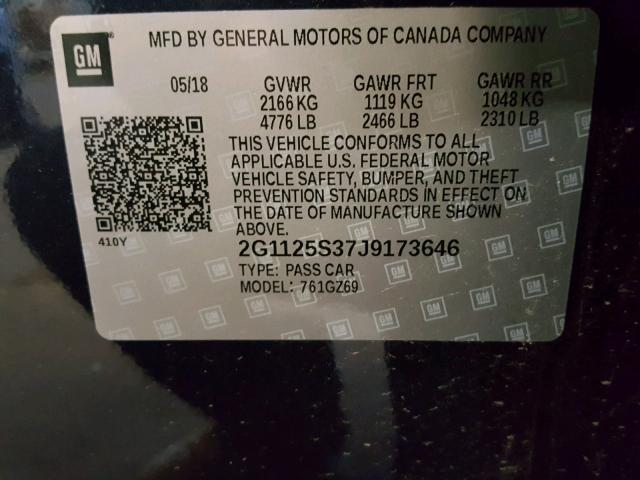 GM
MFD BY GENERAL MOTORS OF CANADA COMPANY
05/18 GVWR GAWR FRT GAWR RR
2166 KG 1119 KG 1048 KG
4776 LB 2466 LB 2310 LB
THIS VEHICLE CONFORMS TO ALL
APPLICABLE U.S. FEDERAL MOTOR
VEHICLE SAFETY, BUMPER, AND THEFT
PREVENTION STANDARDS IN EFFECT ON
THE DATE OF MANUFACTURE SHOWN
ABOVE.
410Y
2G1125S37J9173646
TYPE: PASS CAR
MODEL: 761GZ69